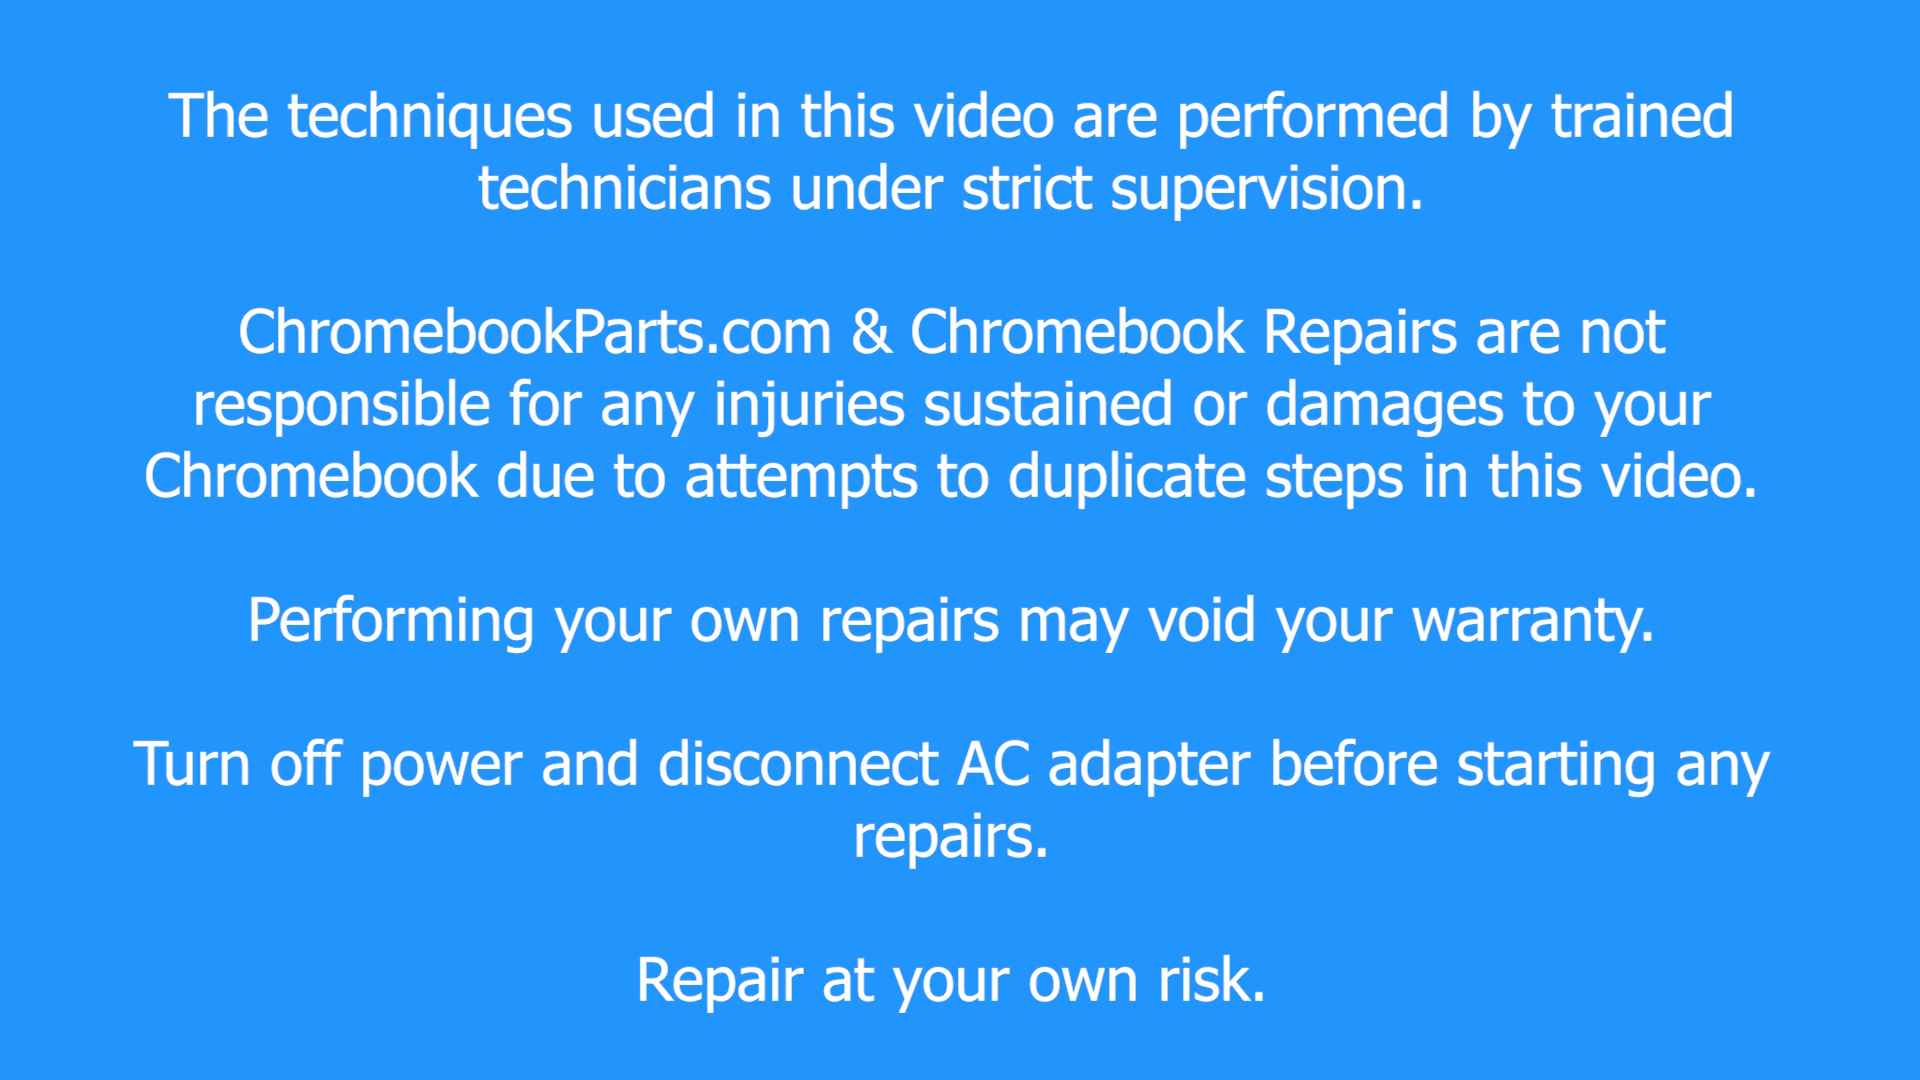 The techniques used in this video are performed by trained
technicians under strict supervision.
ChromebookParts.com & Chromebook Repairs are not
responsible for any injuries sustained or damages to your
Chromebook due to attempts to duplicate steps in this video.
Performing your own repairs may void your warranty.
Turn off power and disconnect AC adapter before starting any
repairs.
Repair at your own risk.